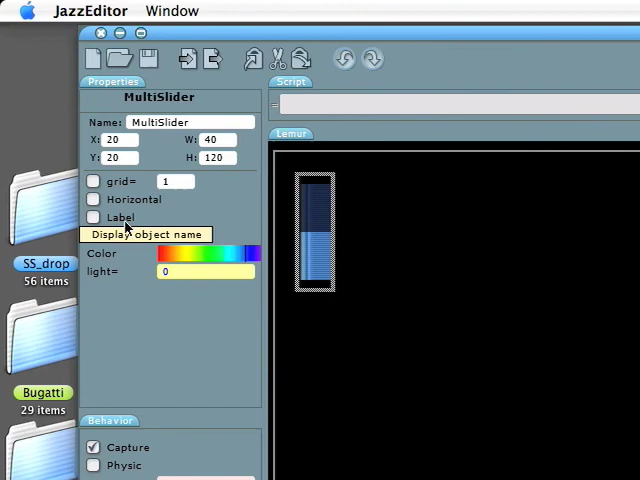 JazzEditor Window
Properties
Script
MultiSlider
=
Name: MultiSlider
X: 20 W: 40
Lemur
Y: 20 H: 120
grid= 1
Horizontal
Label
Display object name
Color
SS_drop
light= 0
56 items
Bugatti
29 items
Behavior
Capture
Physic